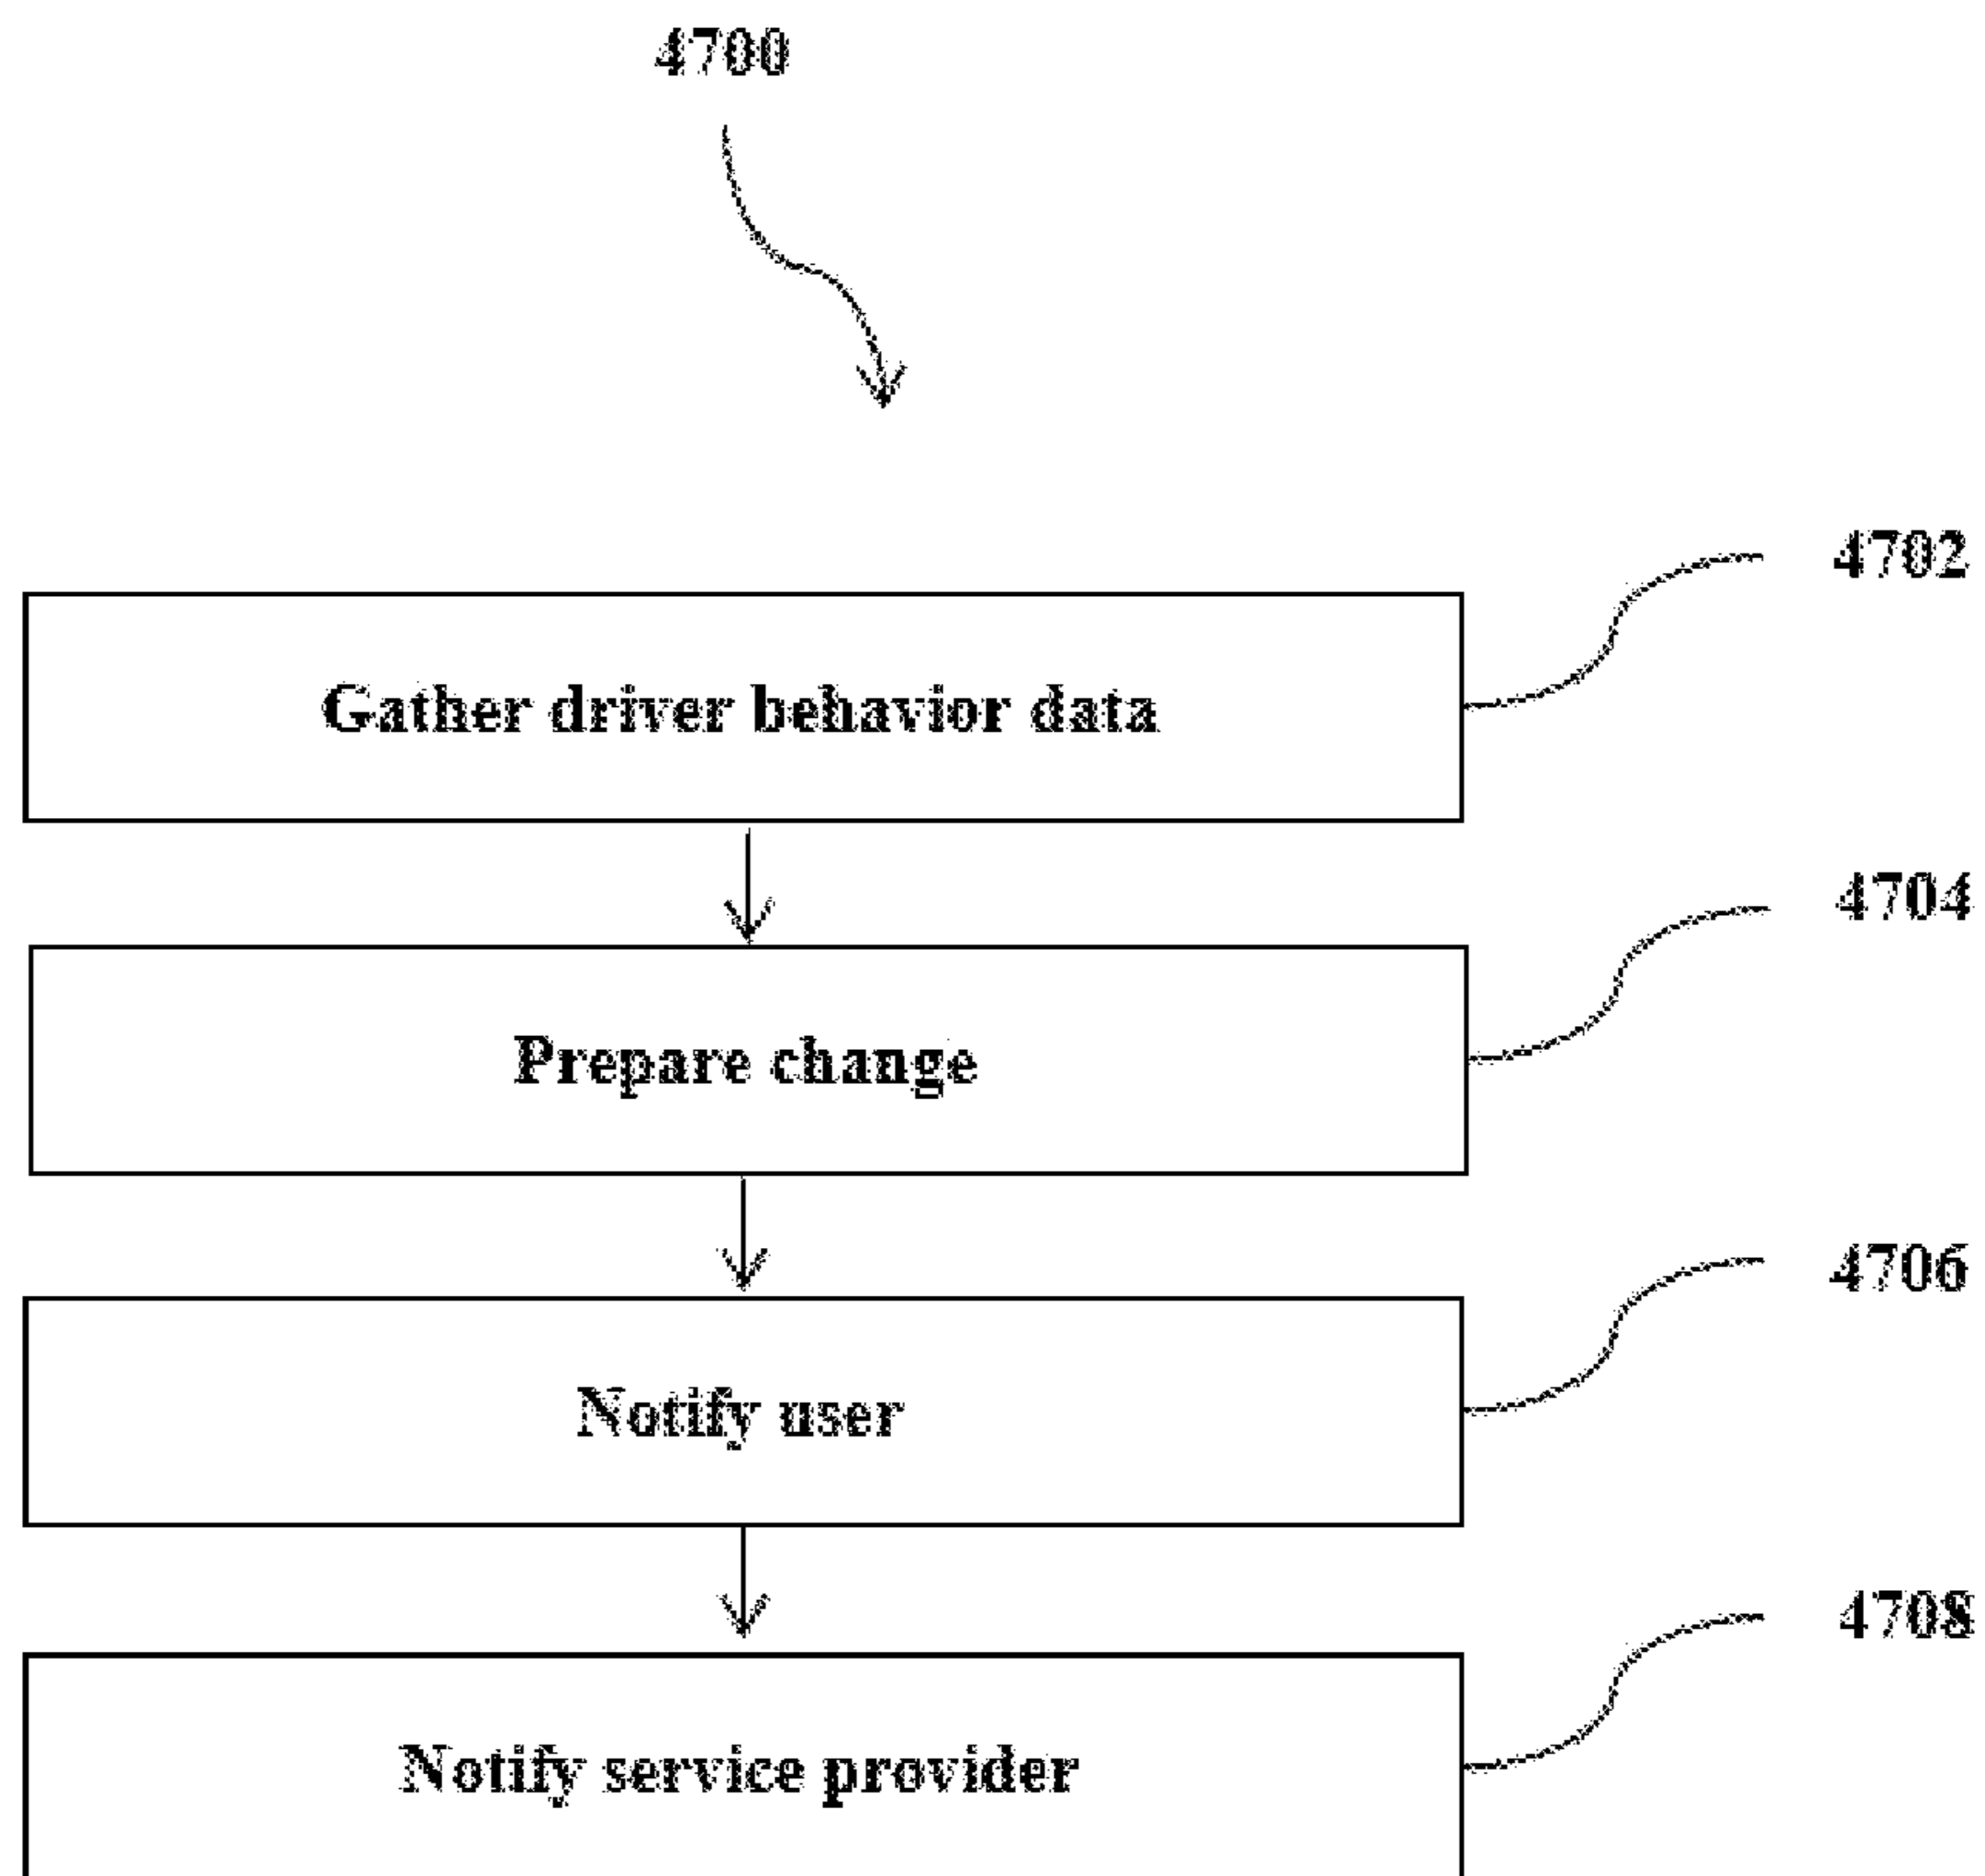 4700
4702
Gather driver behavior data
4704
Prepare change
4706
Notify user
4708
Notify service provider